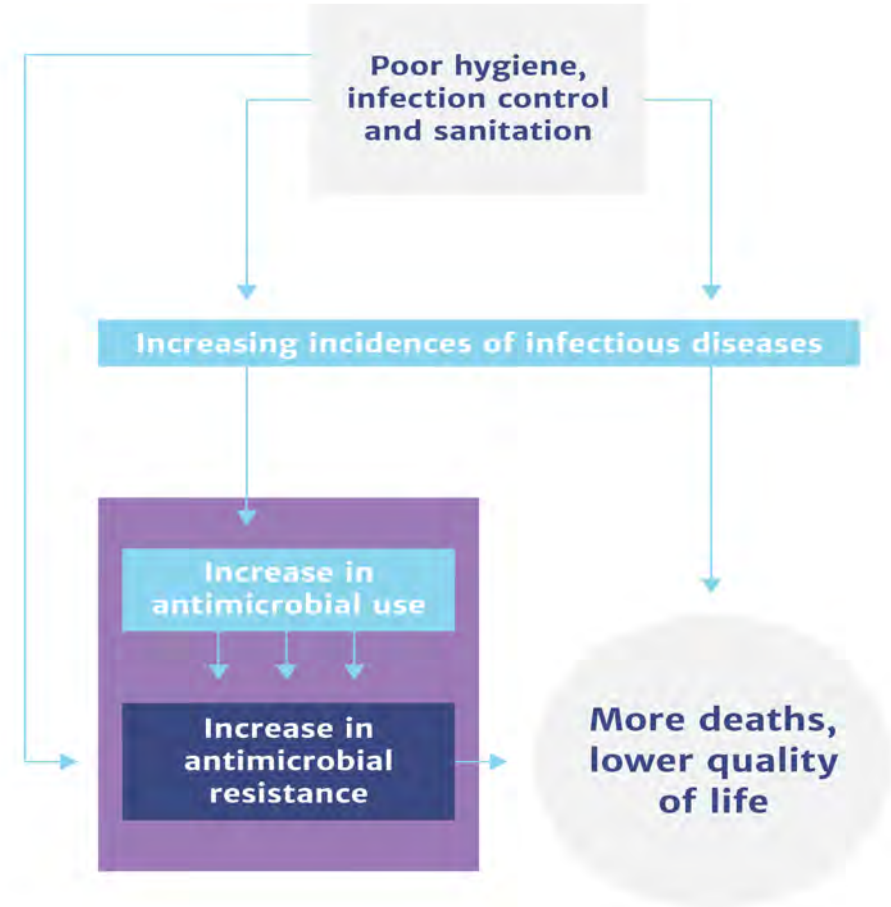 Poor hygiene,
infection control
and sanitation
Increasing incidences of infectious diseases
Increase in
antimicrobial use
Increase in
antimicrobial
resistance
More deaths,
lower quality
of life